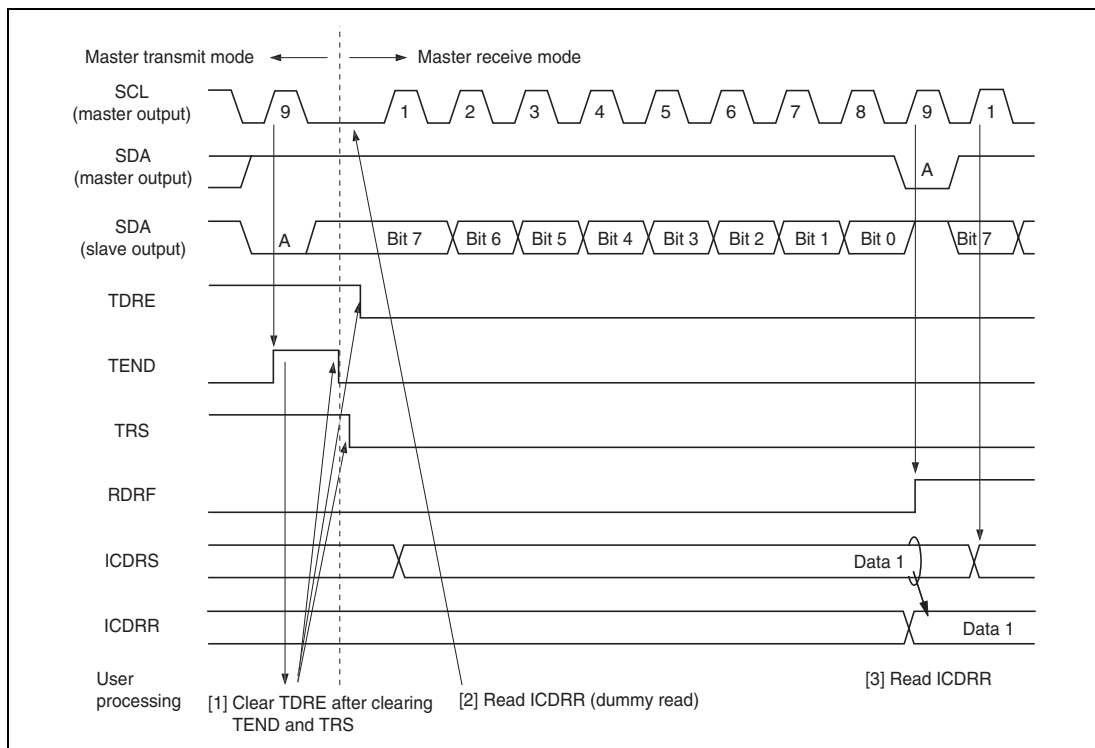 Master transmit mode
Master receive mode
SCL
(master output)
9
1
2
3
4
5
6
7
8
9
1
SDA
(master output)
A
SDA
(slave output)
A
Bit 7
Bit 6
Bit 5
Bit 4
Bit 3
Bit 2
Bit 1
Bit 0
Bit 7
TDRE
TEND
TRS
RDRF
ICDRS
Data 1
ICDRR
Data 1
User
processing
[1] Clear TDRE after clearing
TEND and TRS
[2] Read ICDRR (dummy read)
[3] Read ICDRR